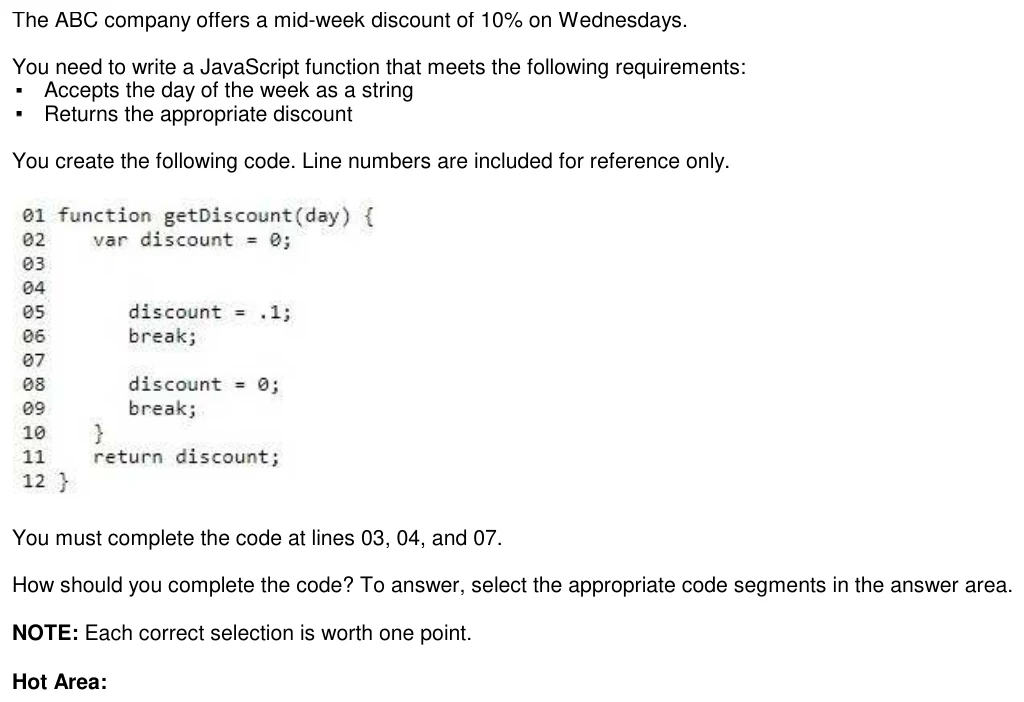 The ABC company offers a mid-week discount of 10% on Wednesdays.
You need to write a JavaScript function that meets the following requirements:
▪ Accepts the day of the week as a string
▪ Returns the appropriate discount
You create the following code. Line numbers are included for reference only.
01 function getDiscount(day) {
02    var discount = 0;
03
04
05       discount = .1;
06       break;
07
08       discount = 0;
09       break;
10    }
11    return discount;
12 }
You must complete the code at lines 03, 04, and 07.
How should you complete the code? To answer, select the appropriate code segments in the answer area.
NOTE: Each correct selection is worth one point.
Hot Area: